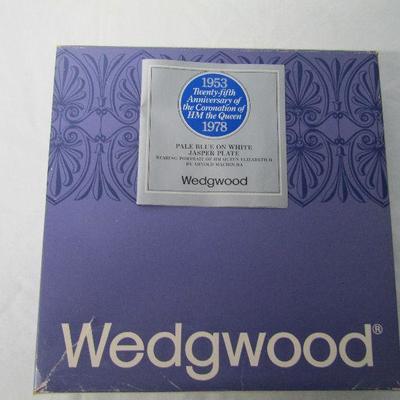 1953
Twenty-fifth
Anniversary of
the Coronation of
HM the Queen
1978
PALE BLUE ON WHITE
JASPER PLATE
BEARING PORTRAIT OF HM QUEEN ELIZABETH II
BY ARNOLD MACHIN RA
Wedgwood
Wedgwood®